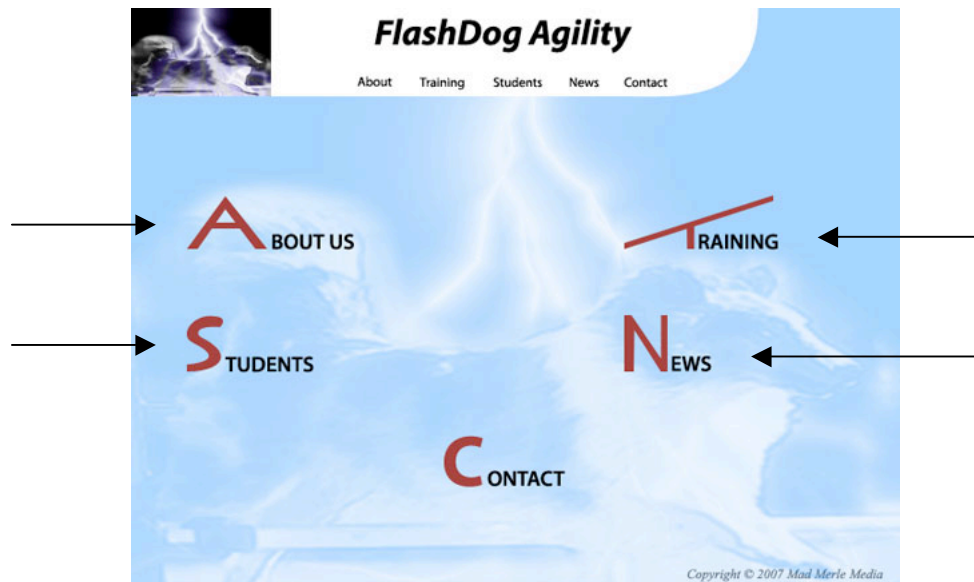 FlashDog Agility
About Training Students News Contact
ABOUT US
TRAINING
STUDENTS
NEWS
CONTACT
Copyright © 2007 Mad Merle Media